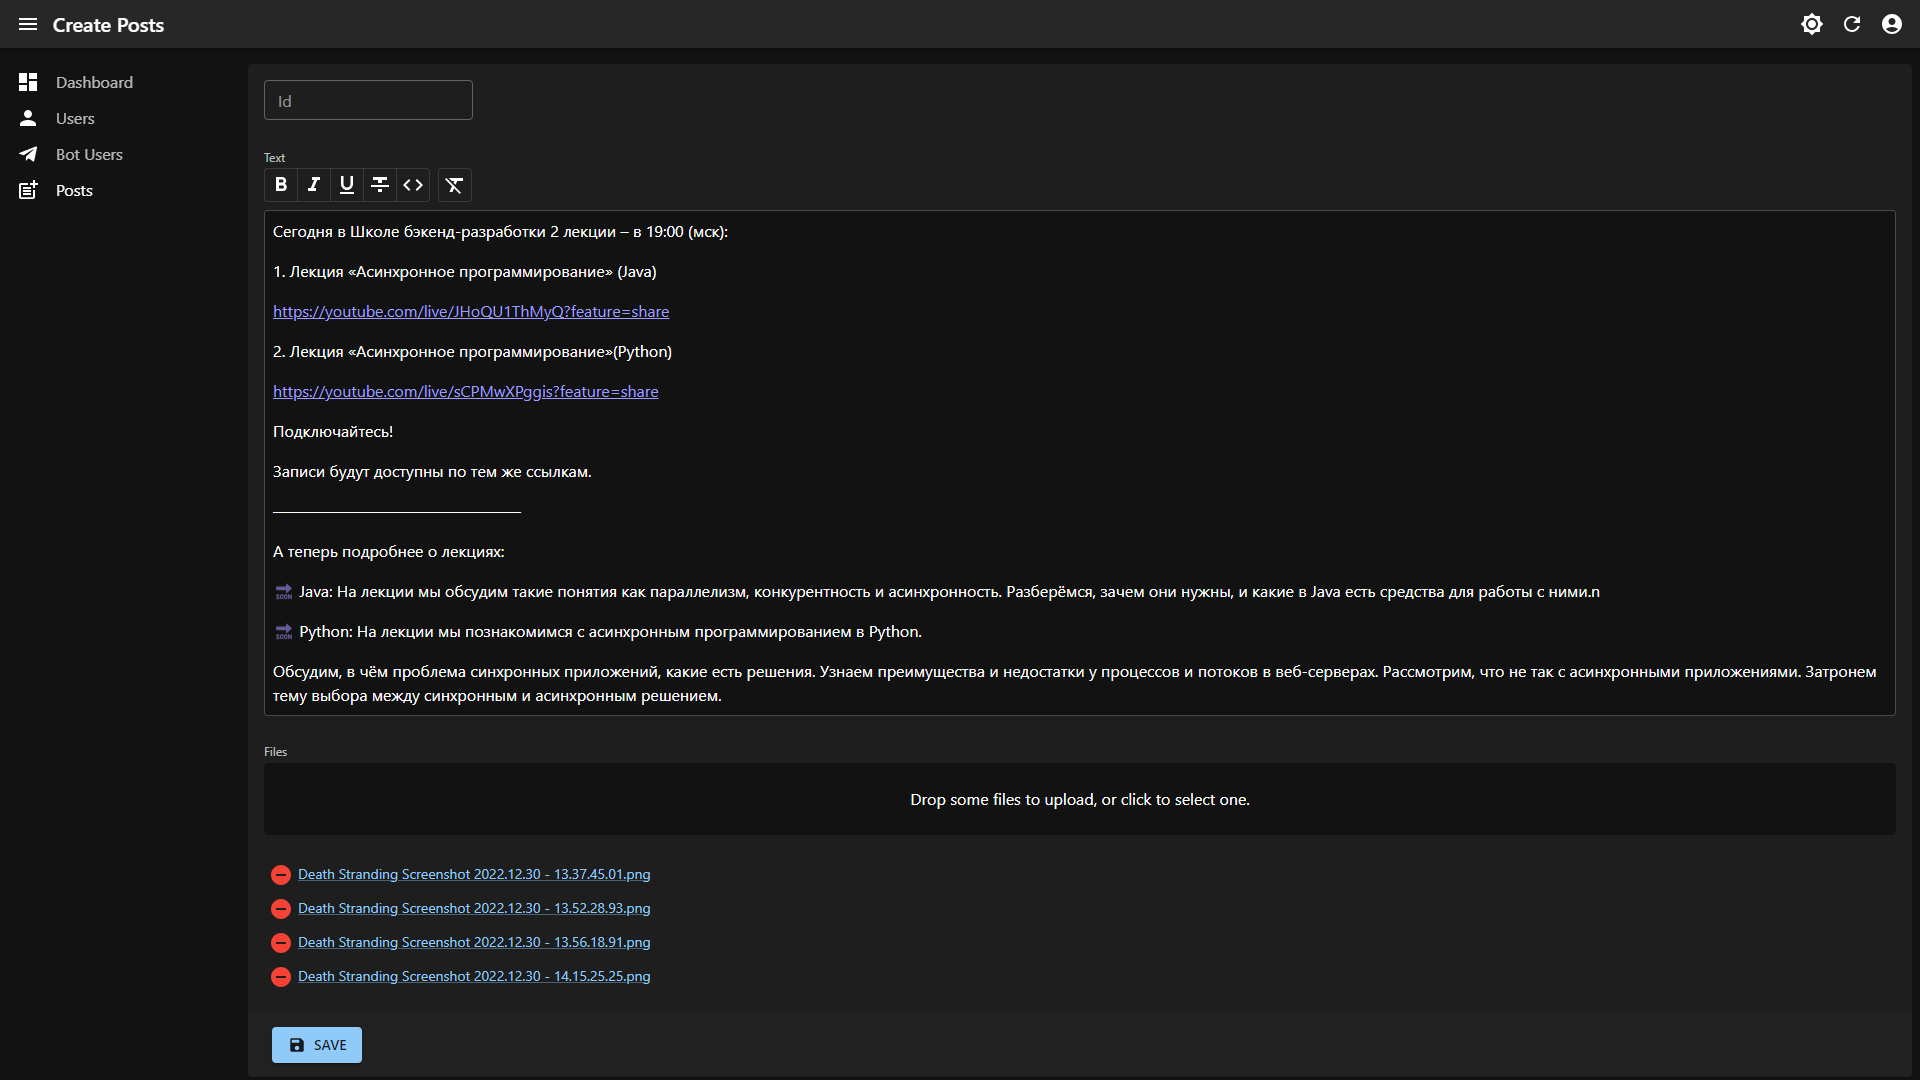 Create Posts
Dashboard
Users
Bot Users
Posts
Id
Text
B I U
Сегодня в Школе бэкенд-разработки 2 лекции – в 19:00 (мск):
1. Лекция «Асинхронное программирование» (Java)
https://youtube.com/live/JHoQU1ThMyQ?feature=share
2. Лекция «Асинхронное программирование»(Python)
https://youtube.com/live/sCPMwXPggis?feature=share
Подключайтесь!
Записи будут доступны по тем же ссылкам.
_______________________________
А теперь подробнее о лекциях:
🔜 Java: На лекции мы обсудим такие понятия как параллелизм, конкурентность и асинхронность. Разберёмся, зачем они нужны, и какие в Java есть средства для работы с ними.n
🔜 Python: На лекции мы познакомимся с асинхронным программированием в Python.
Обсудим, в чём проблема синхронных приложений, какие есть решения. Узнаем преимущества и недостатки у процессов и потоков в веб-серверах. Рассмотрим, что не так с асинхронными приложениями. Затронем
тему выбора между синхронным и асинхронным решением.
Files
Drop some files to upload, or click to select one.
Death Stranding Screenshot 2022.12.30 - 13.37.45.01.png
Death Stranding Screenshot 2022.12.30 - 13.52.28.93.png
Death Stranding Screenshot 2022.12.30 - 13.56.18.91.png
Death Stranding Screenshot 2022.12.30 - 14.15.25.25.png
SAVE